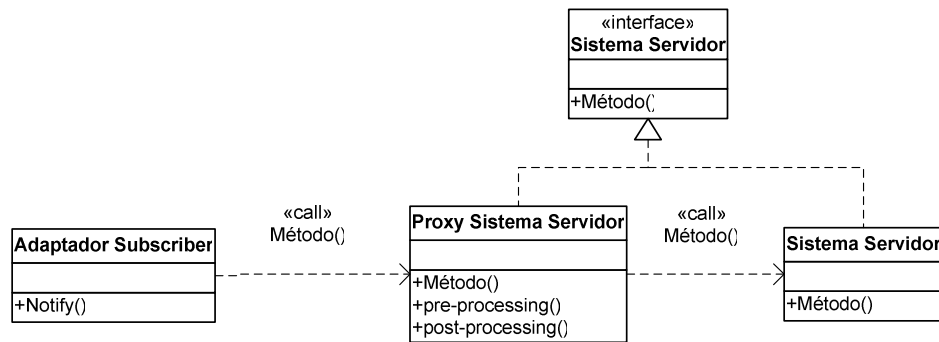 «interface»
Sistema Servidor
+Método()
«call»
Método()
«call»
Método()
Adaptador Subscriber
+Notify()
Proxy Sistema Servidor
+Método()
+pre-processing()
+post-processing()
Sistema Servidor
+Método()